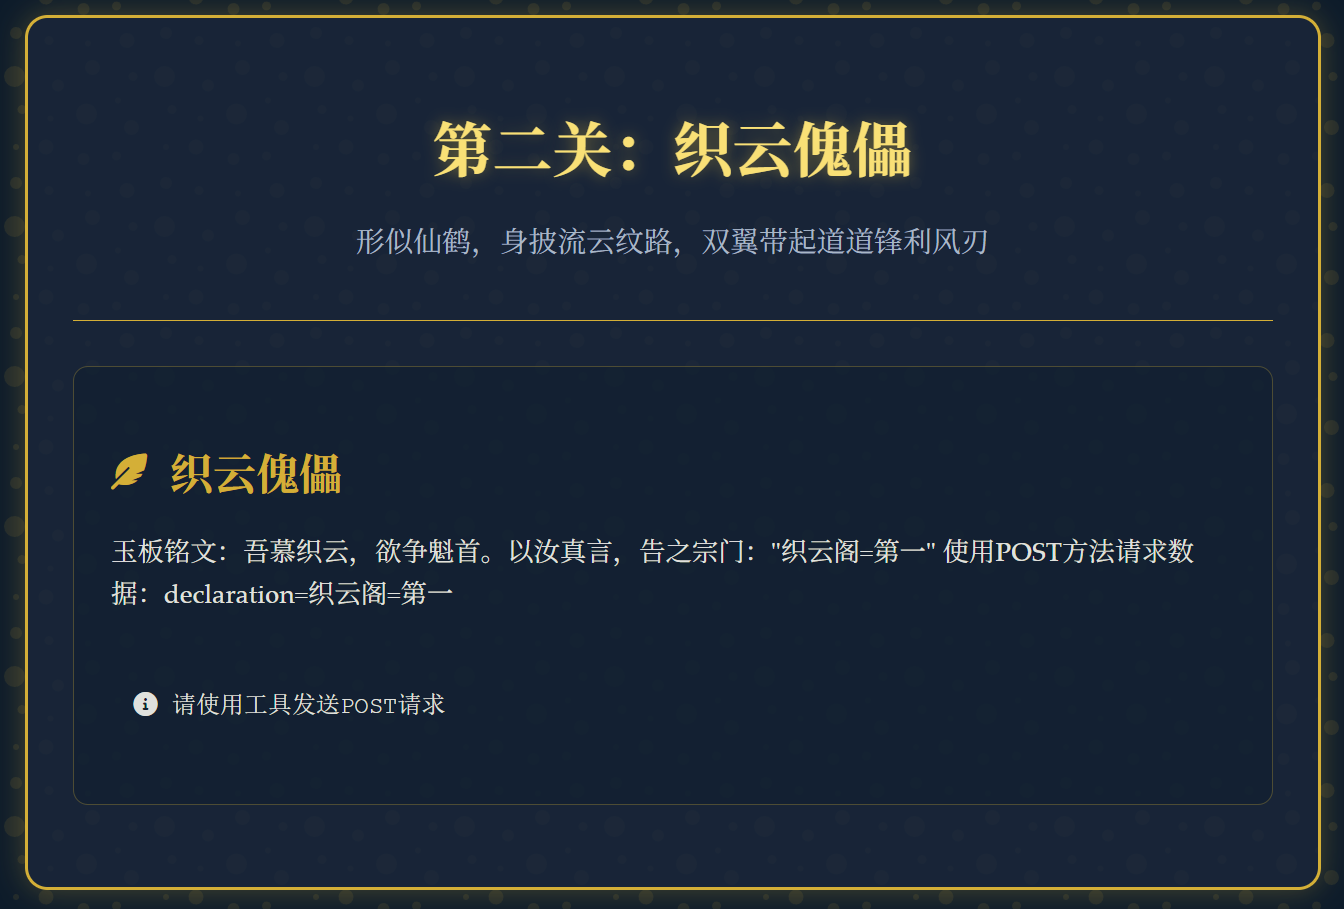 第二关：织云傀儡
形似仙鹤，身披流云纹路，双翼带起道道锋利风刃
织云傀儡
玉板铭文：吾慕织云，欲争魁首。以汝真言，告之宗门："织云阁=第一" 使用POST方法请求数
据：declaration=织云阁=第一
请使用工具发送POST请求